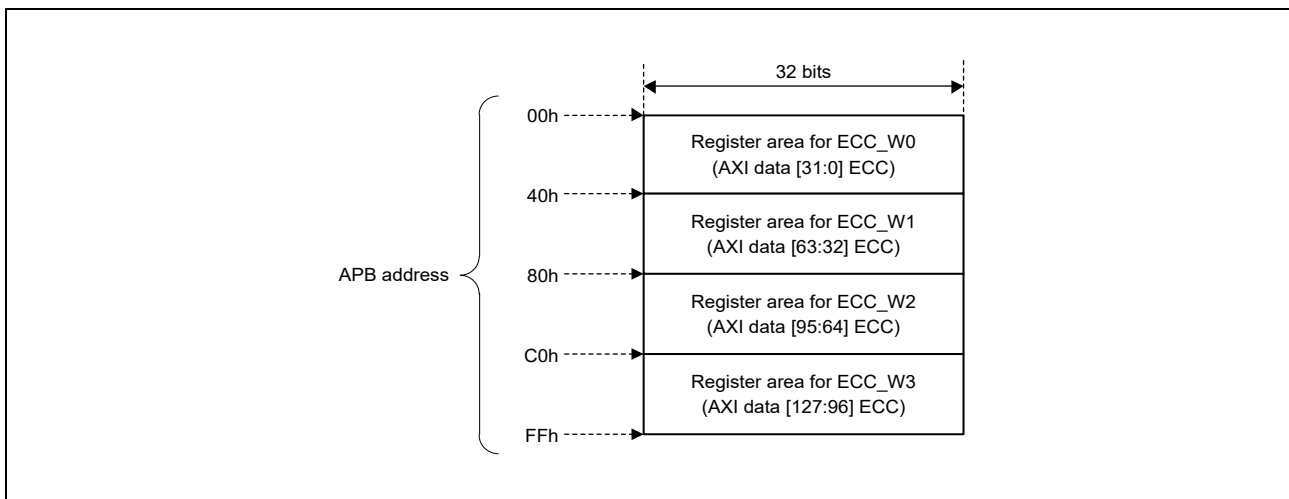 32 bits
00h
Register area for ECC_W0
(AXI data [31:0] ECC)
40h
Register area for ECC_W1
(AXI data [63:32] ECC)
APB address
80h
Register area for ECC_W2
(AXI data [95:64] ECC)
C0h
Register area for ECC_W3
(AXI data [127:96] ECC)
FFh